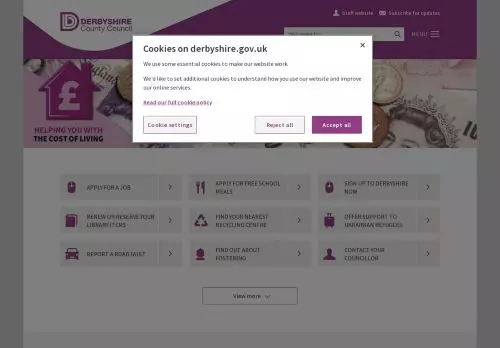 DERBYSHIRE
County Council
Staff website
Subscribe for updates
MENU
Cookies on derbyshire.gov.uk
We use some essential cookies to make our website work.
We'd like to set additional cookies to understand how you use our website and improve
our online services.
Read our full cookie policy
Cookie settings
Reject all
Accept all
£
HELPING YOU WITH
THE COST OF LIVING
APPLY FOR A JOB
APPLY FOR FREE SCHOOL
MEALS
SIGN UP TO DERBYSHIRE
NOW
RENEW OR RESERVE YOUR
LIBRARY ITEMS
FIND YOUR NEAREST
RECYCLING CENTRE
OFFER SUPPORT TO
UKRAINIAN REFUGEES
REPORT A ROAD FAULT
FIND OUT ABOUT
FOSTERING
CONTACT YOUR
COUNCILLOR
View more